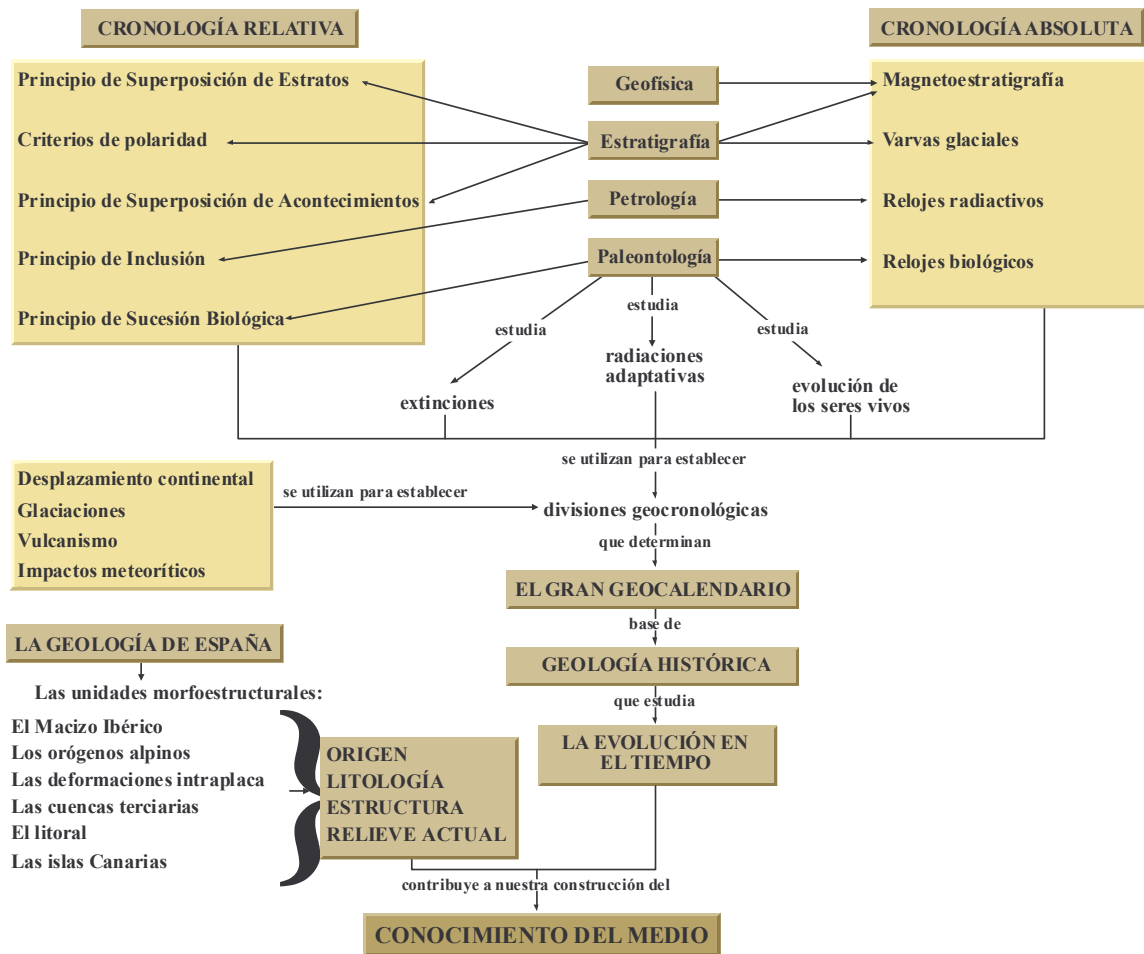 CRONOLOGÍA RELATIVA
Principio de Superposición de Estratos
Criterios de polaridad
Principio de Superposición de Acontecimientos
Principio de Inclusión
Principio de Sucesión Biológica
Geofísica
Estratigrafía
Petrología
Paleontología
CRONOLOGÍA ABSOLUTA
Magnetoestratigrafía
Varvas glaciales
Relojes radiactivos
Relojes biológicos
estudia
estudia
estudia
extinciones
radiaciones
adaptativas
evolución de
los seres vivos
se utilizan para establecer
Desplazamiento continental
Glaciaciones
Vulcanismo
Impactos meteoríticos
se utilizan para establecer
divisiones geocronológicas
que determinan
EL GRAN GEOCALENDARIO
base de
GEOLOGÍA HISTÓRICA
que estudia
LA EVOLUCIÓN EN
EL TIEMPO
LA GEOLOGÍA DE ESPAÑA
Las unidades morfoestructurales:
El Macizo Ibérico
Los orógenos alpinos
Las deformaciones intraplaca
Las cuencas terciarias
El litoral
Las islas Canarias
ORIGEN
LITOLOGÍA
ESTRUCTURA
RELIEVE ACTUAL
contribuye a nuestra construcción del
CONOCIMIENTO DEL MEDIO